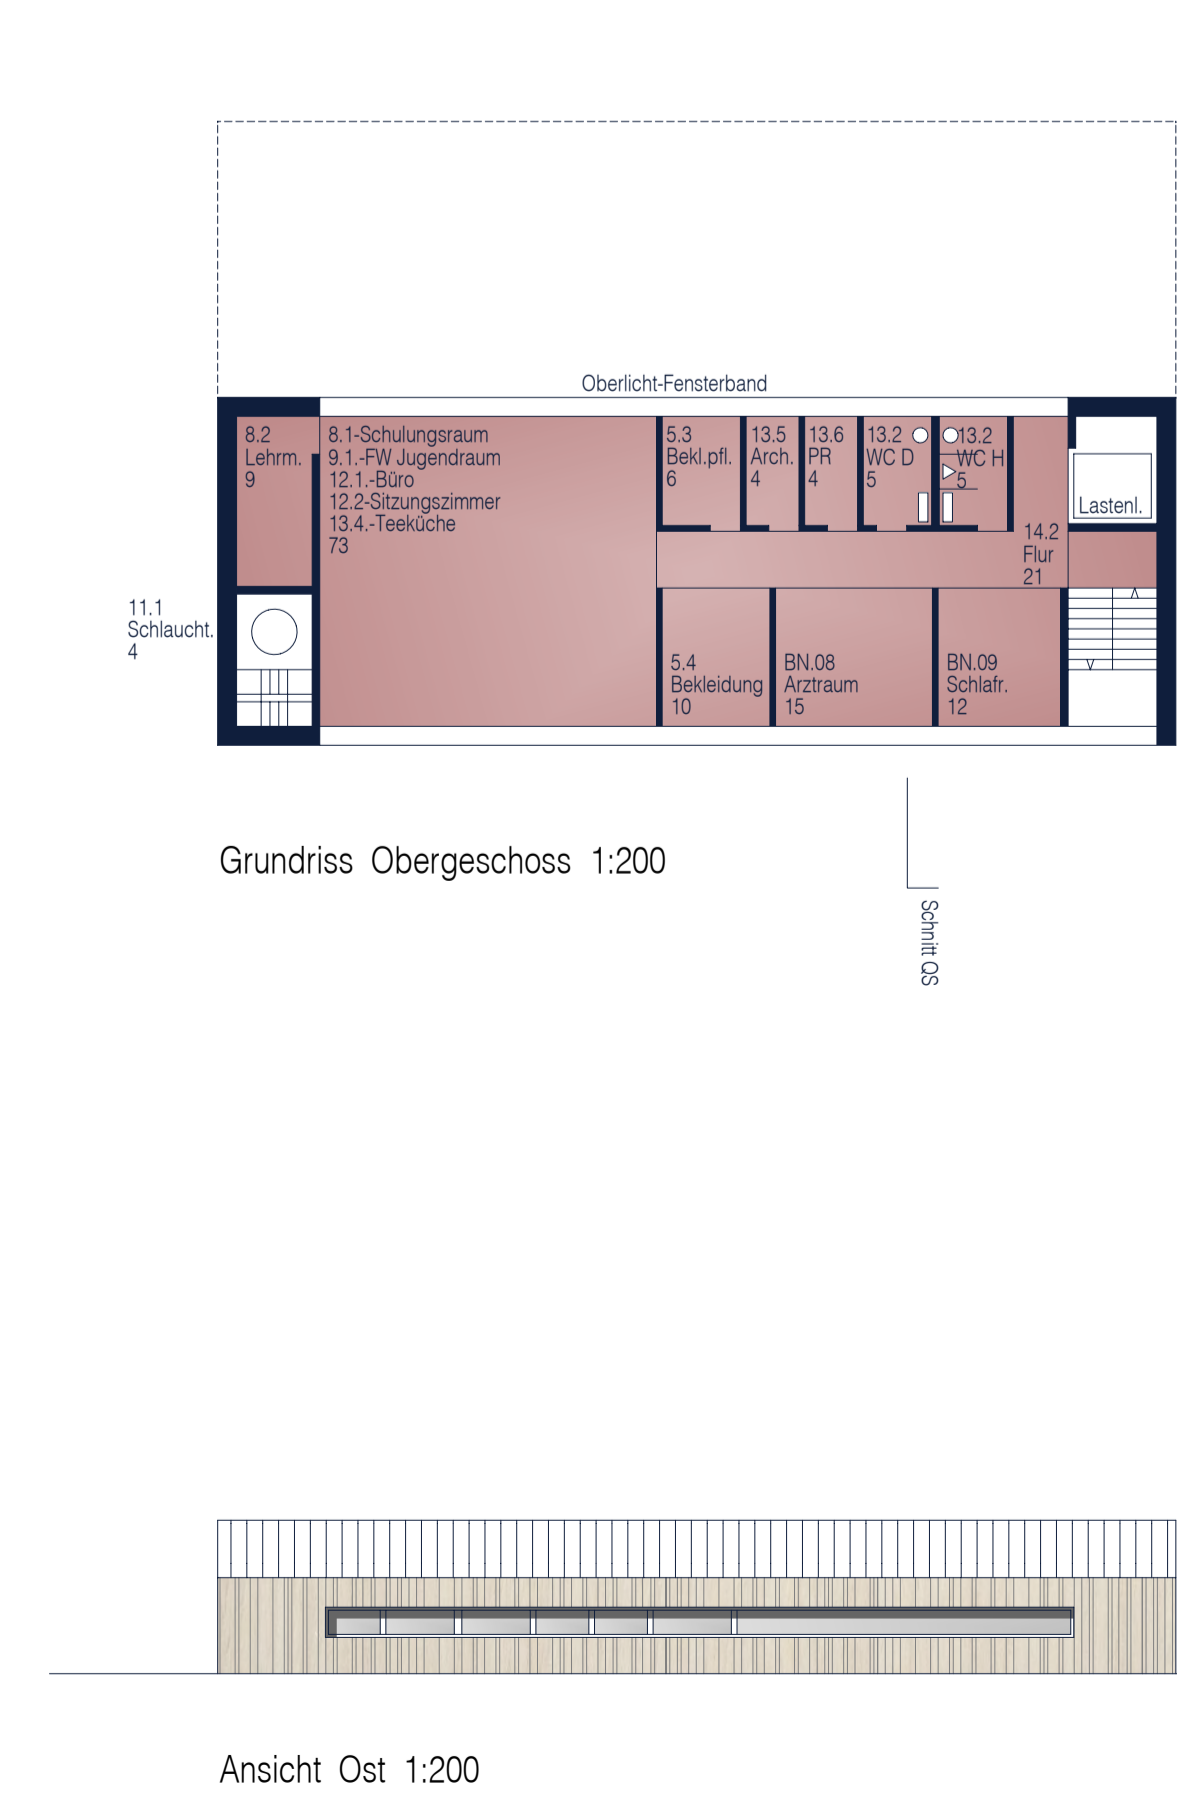 Oberlicht-Fensterband
8.2
Lehrm.
9
8.1-Schulungsraum
9.1.-FW Jugendraum
12.1.-Büro
12.2-Sitzungszimmer
13.4.-Teeküche
73
5.3
Bekl.pfl.
6
13.5
Arch.
4
13.6
PR
4
13.2
WC D
5
13.2
WC H
5
Lastenl.
14.2
Flur
21
11.1
Schlaucht.
4
5.4
Bekleidung
10
BN.08
Arztraum
15
BN.09
Schlafr.
12
Grundriss Obergeschoss 1:200
Schnitt QS
Ansicht Ost 1:200